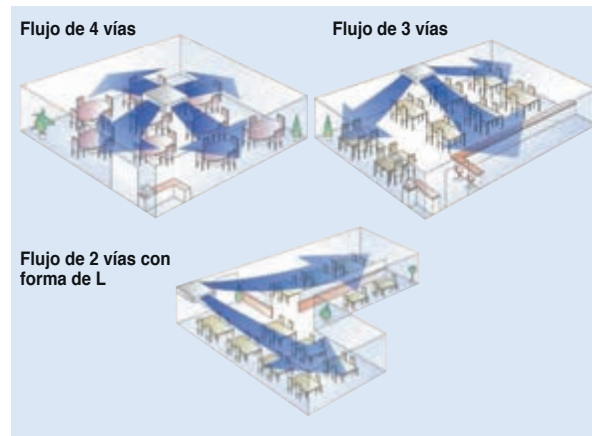 Flujo de 4 vías
Flujo de 3 vías
Flujo de 2 vías con
forma de L